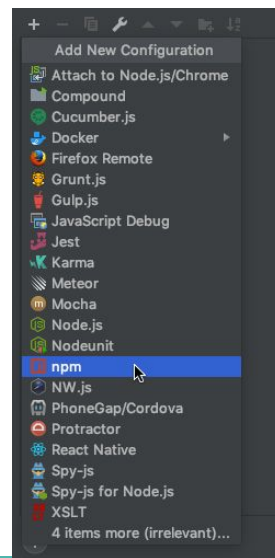 Add New Configuration
Attach to Node.js/Chrome
Compound
Cucumber.js
Docker
Firefox Remote
Grunt.js
Gulp.js
JavaScript Debug
Jest
Karma
Meteor
Mocha
Node.js
Nodeunit
npm
NW.js
PhoneGap/Cordova
Protractor
React Native
Spy-js
Spy-js for Node.js
XSLT
4 items more (irrelevant)...